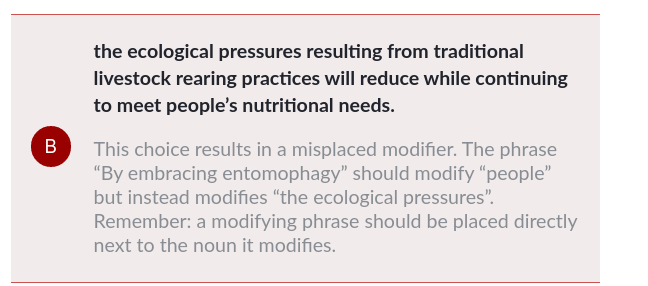 the ecological pressures resulting from traditional
livestock rearing practices will reduce while continuing
to meet people’s nutritional needs.
B
This choice results in a misplaced modifier. The phrase
“By embracing entomophagy” should modify “people”
but instead modifies “the ecological pressures”.
Remember: a modifying phrase should be placed directly
next to the noun it modifies.